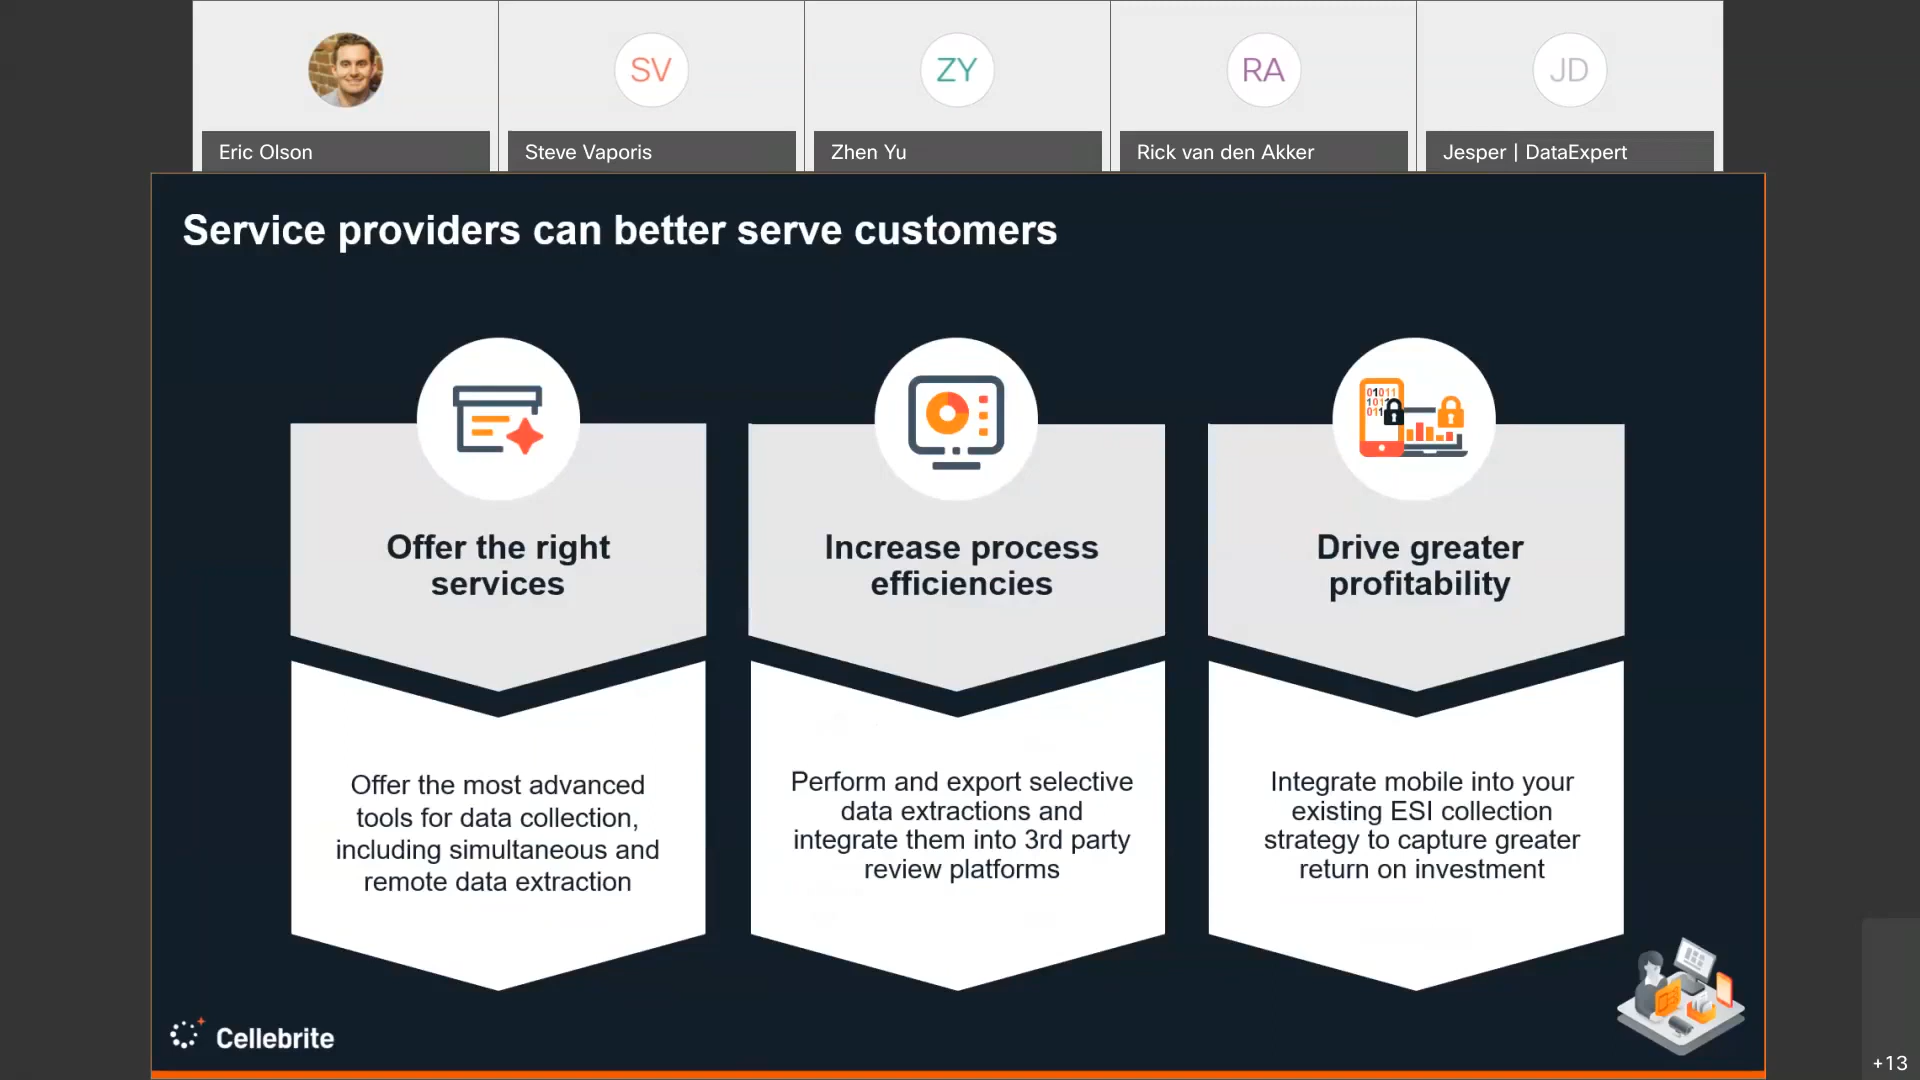 SV
ZY
RA
JD
Eric Olson
Steve Vaporis
Zhen Yu
Rick van den Akker
Jesper | DataExpert
Service providers can better serve customers
01011
101
011
Offer the right
services
Increase process
efficiencies
Drive greater
profitability
Offer the most advanced
tools for data collection,
including simultaneous and
remote data extraction
Perform and export selective
data extractions and
integrate them into 3rd party
review platforms
Integrate mobile into your
existing ESI collection
strategy to capture greater
return on investment
Cellebrite
+13